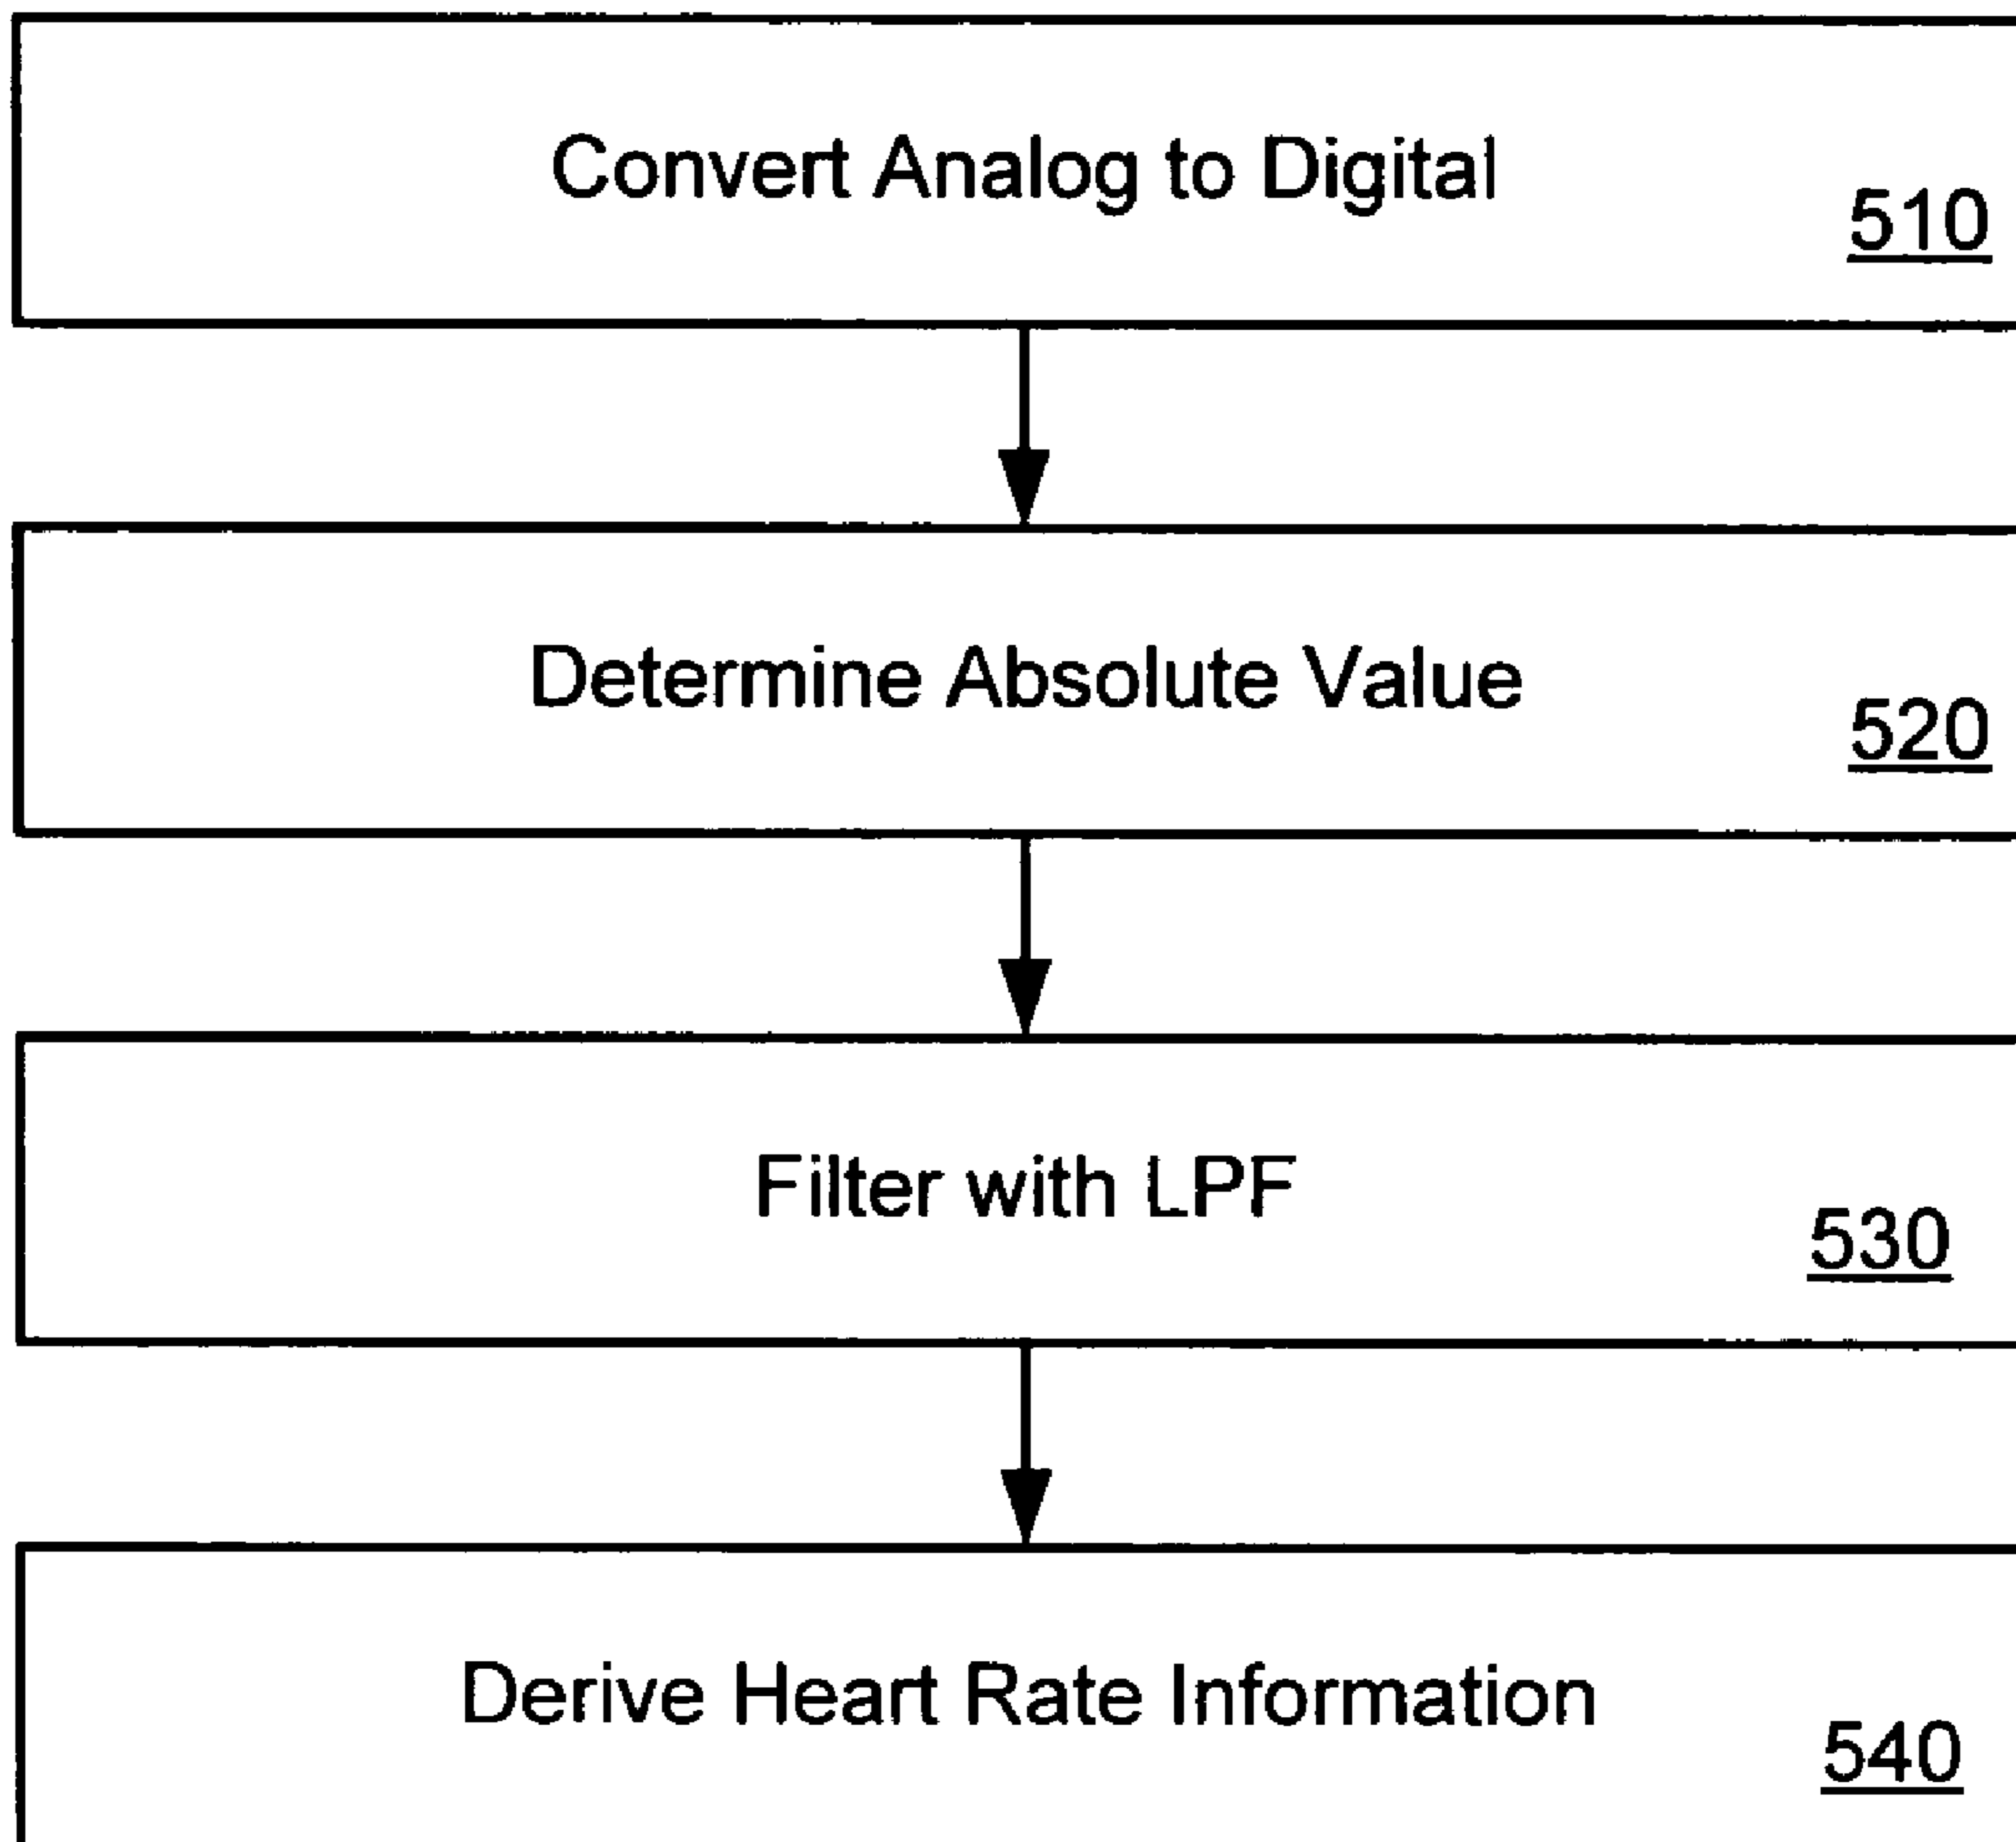 Convert Analog to Digital
510
Determine Absolute Value
520
Filter with LPF
530
Derive Heart Rate Information
540